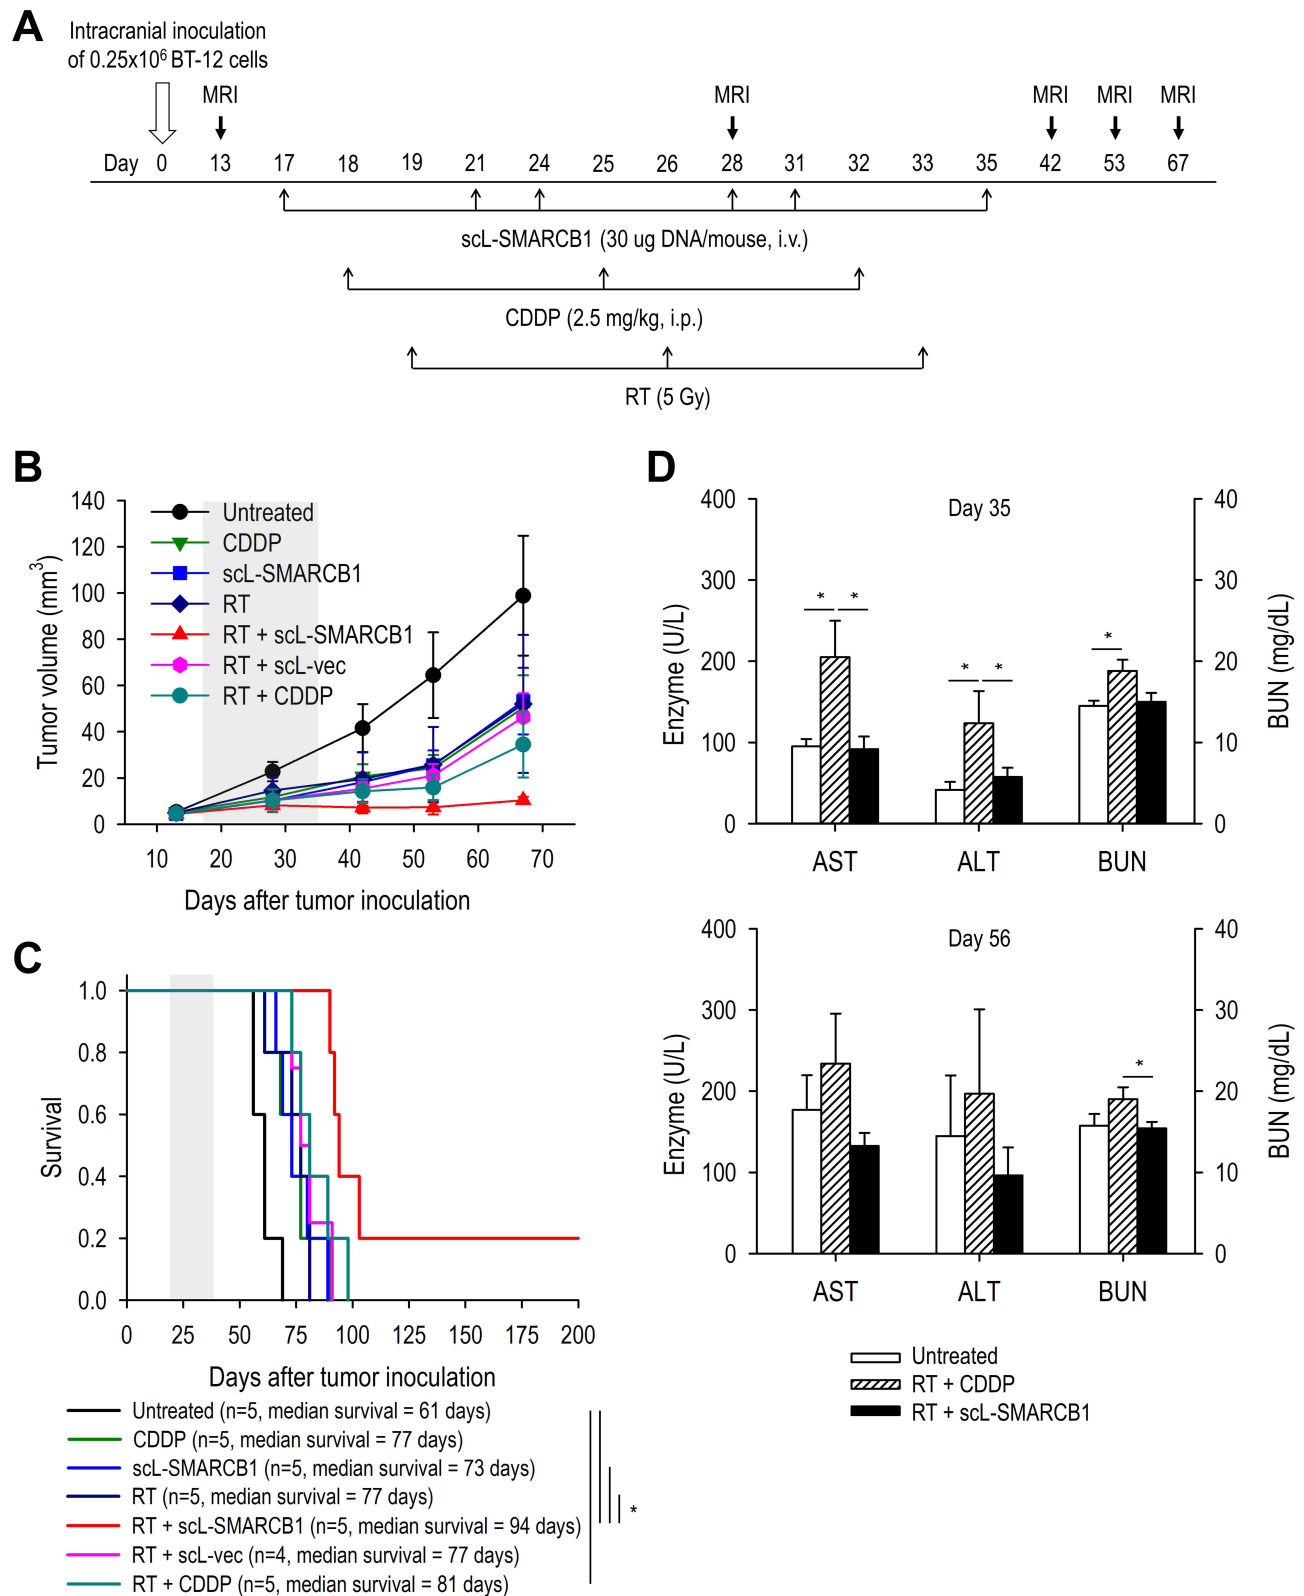 A
Intracranial inoculation
of 0.25x10⁶ BT-12 cells
MRI MRI MRI MRI MRI
Day 0 13 17 18 19 21 24 25 26 28 31 32 33 35 42 53 67
scL-SMARCB1 (30 ug DNA/mouse, i.v.)
CDDP (2.5 mg/kg, i.p.)
RT (5 Gy)
B
Tumor volume (mm³)
140
120
100
80
60
40
20
0
Untreated
CDDP
scL-SMARCB1
RT
RT + scL-SMARCB1
RT + scL-vec
RT + CDDP
10 20 30 40 50 60 70
Days after tumor inoculation
C
Survival
1.0
0.8
0.6
0.4
0.2
0.0
0 25 50 75 100 125 150 175 200
Days after tumor inoculation
Untreated (n=5, median survival = 61 days)
CDDP (n=5, median survival = 77 days)
scL-SMARCB1 (n=5, median survival = 73 days)
RT (n=5, median survival = 77 days)
RT + scL-SMARCB1 (n=5, median survival = 94 days)
RT + scL-vec (n=4, median survival = 77 days)
RT + CDDP (n=5, median survival = 81 days)
*
D
Day 35
Enzyme (U/L)
400
300
200
100
0
BUN (mg/dL)
40
30
20
10
0
* * * * *
AST ALT BUN
Day 56
Enzyme (U/L)
400
300
200
100
0
BUN (mg/dL)
40
30
20
10
0
*
AST ALT BUN
Untreated
RT + CDDP
RT + scL-SMARCB1